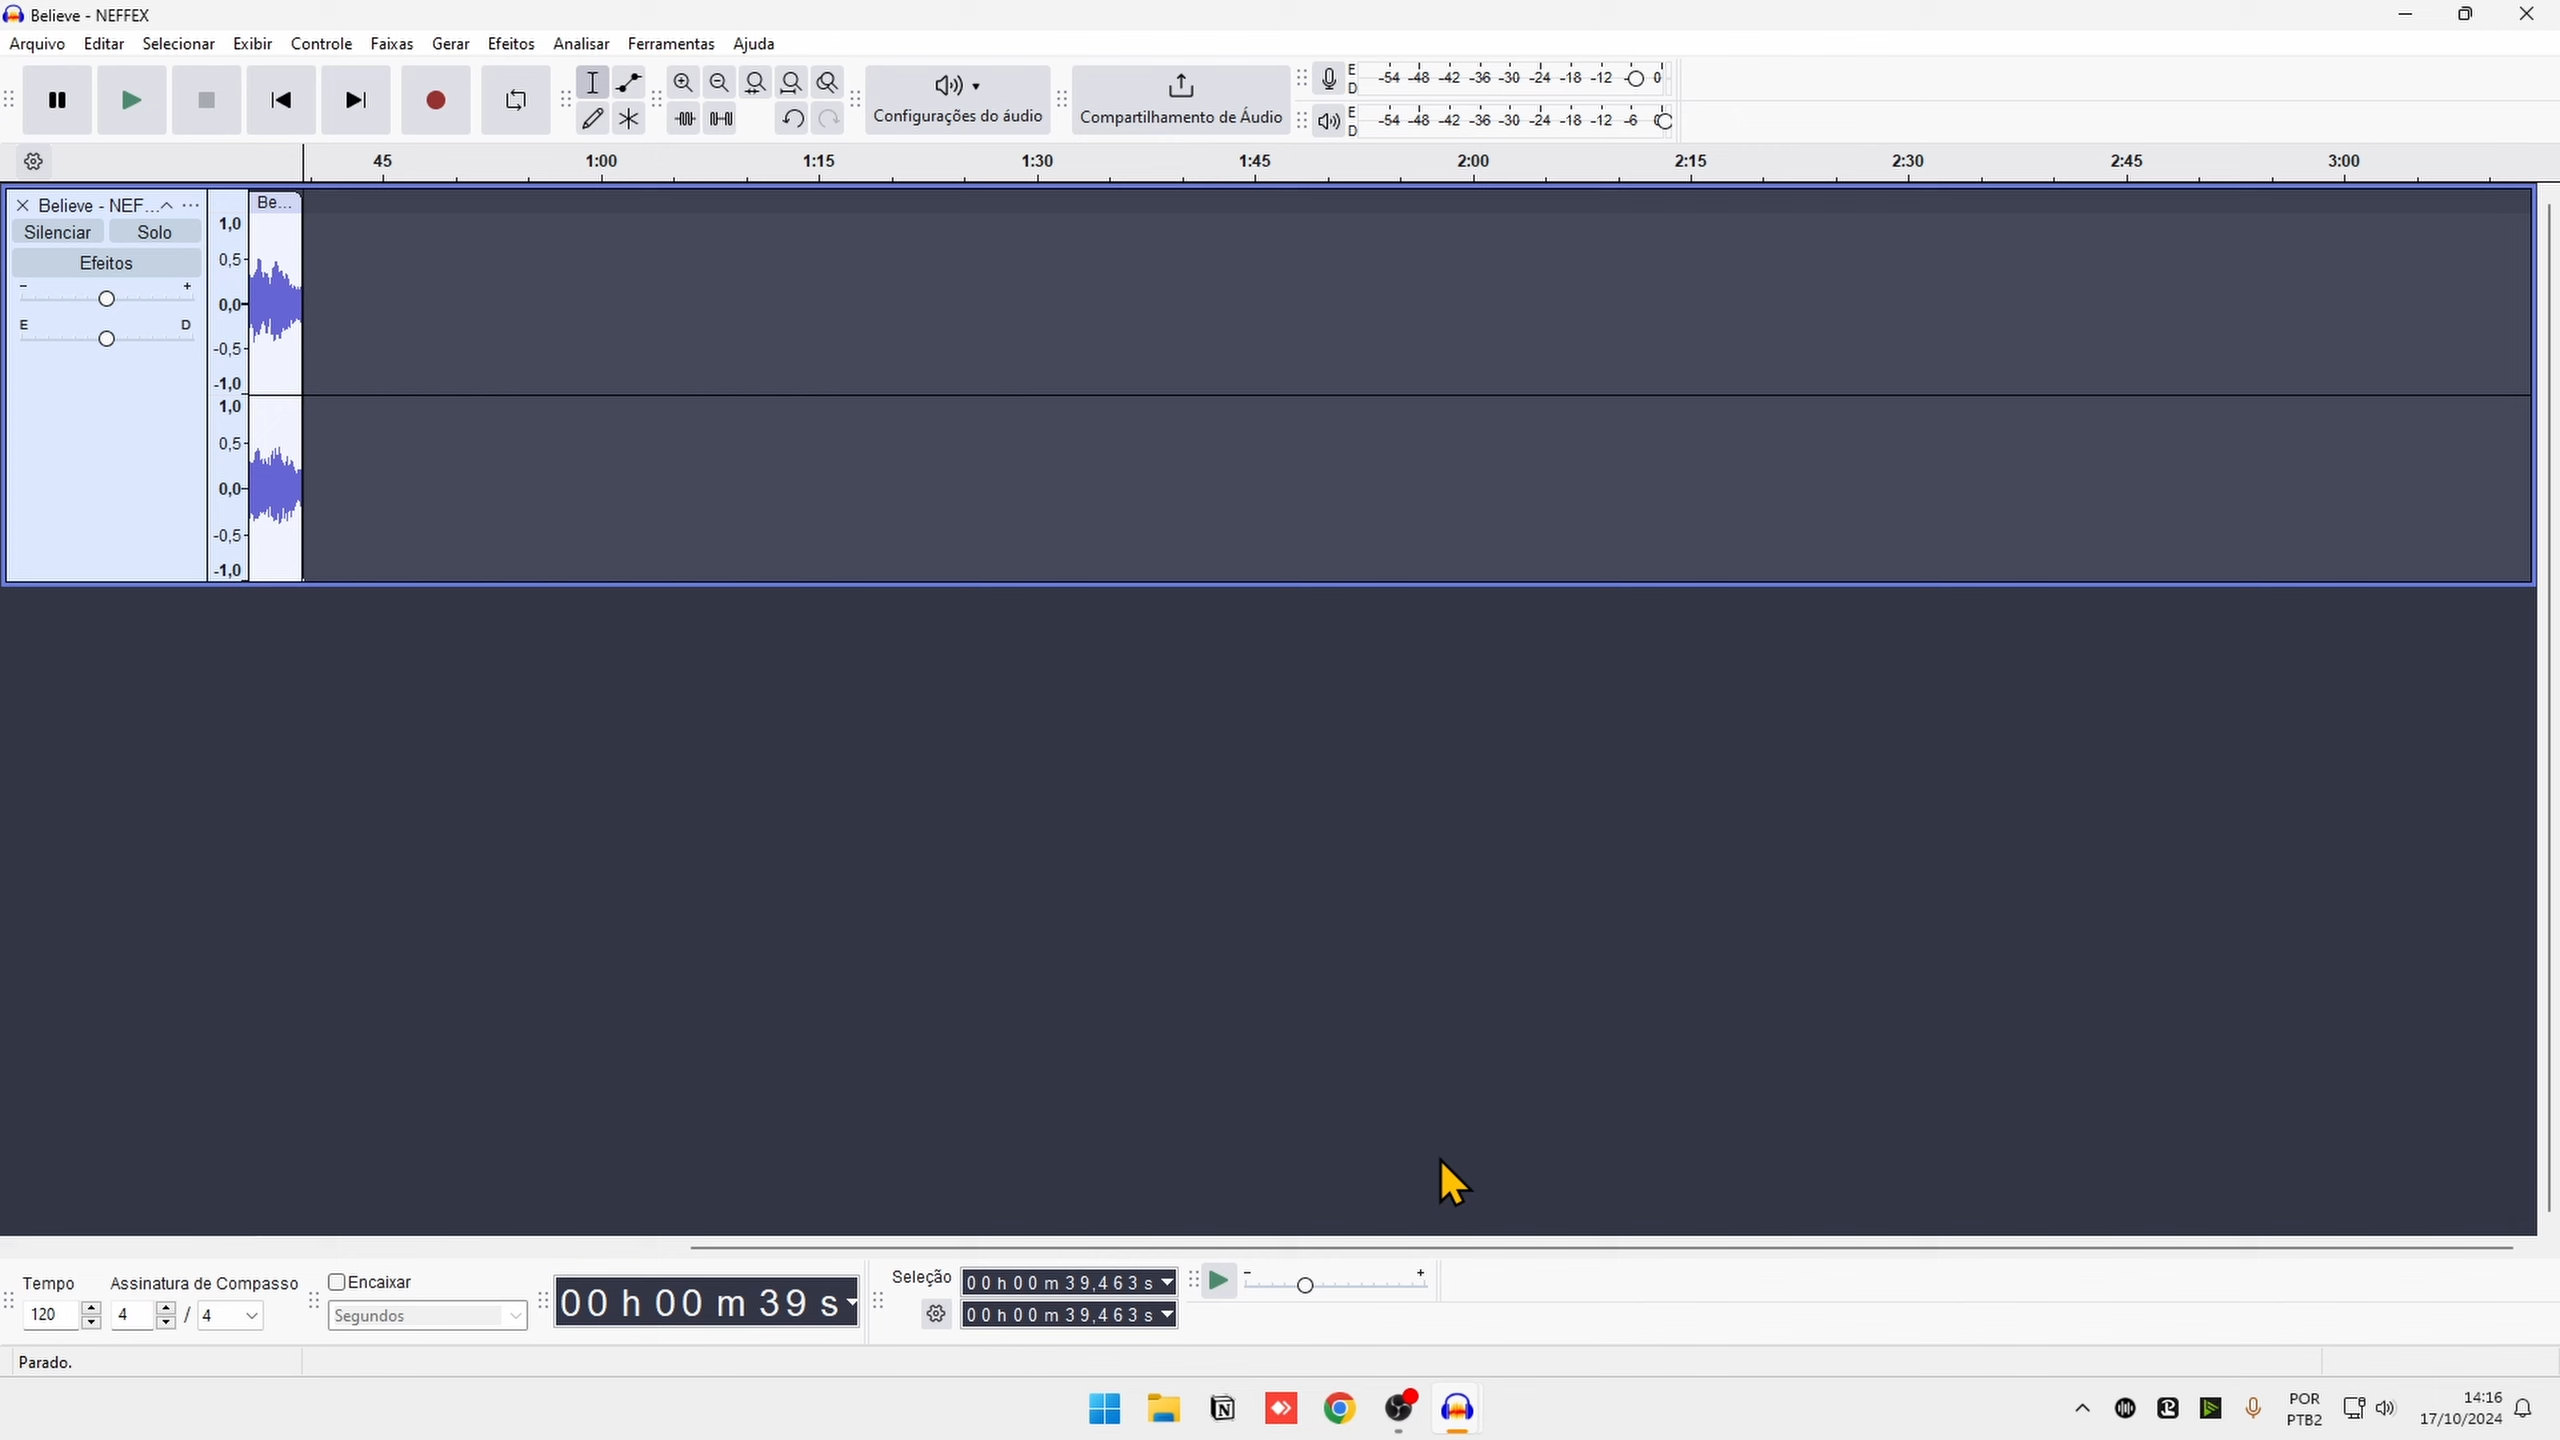 Believe - NEFFEX
Arquivo Editar Selecionar Exibir Controle Faixas Gerar Efeitos Analisar Ferramentas Ajuda
Configurações do áudio
Compartilhamento de Áudio
E
D
-54 -48 -42 -36 -30 -24 -18 -12 0
E
D
-54 -48 -42 -36 -30 -24 -18 -12 -6
45 1:00 1:15 1:30 1:45 2:00 2:15 2:30 2:45 3:00
Believe - NEF...
Be...
Silenciar Solo
Efeitos
- +
E D
1,0
0,5
0,0
-0,5
-1,0
1,0
0,5
0,0
-0,5
-1,0
Tempo Assinatura de Compasso Encaixar
120 4 / 4 Segundos
00 h 00 m 39 s
Seleção
00 h 00 m 39,463 s
00 h 00 m 39,463 s
- +
Parado.
POR
PTB2
14:16
17/10/2024